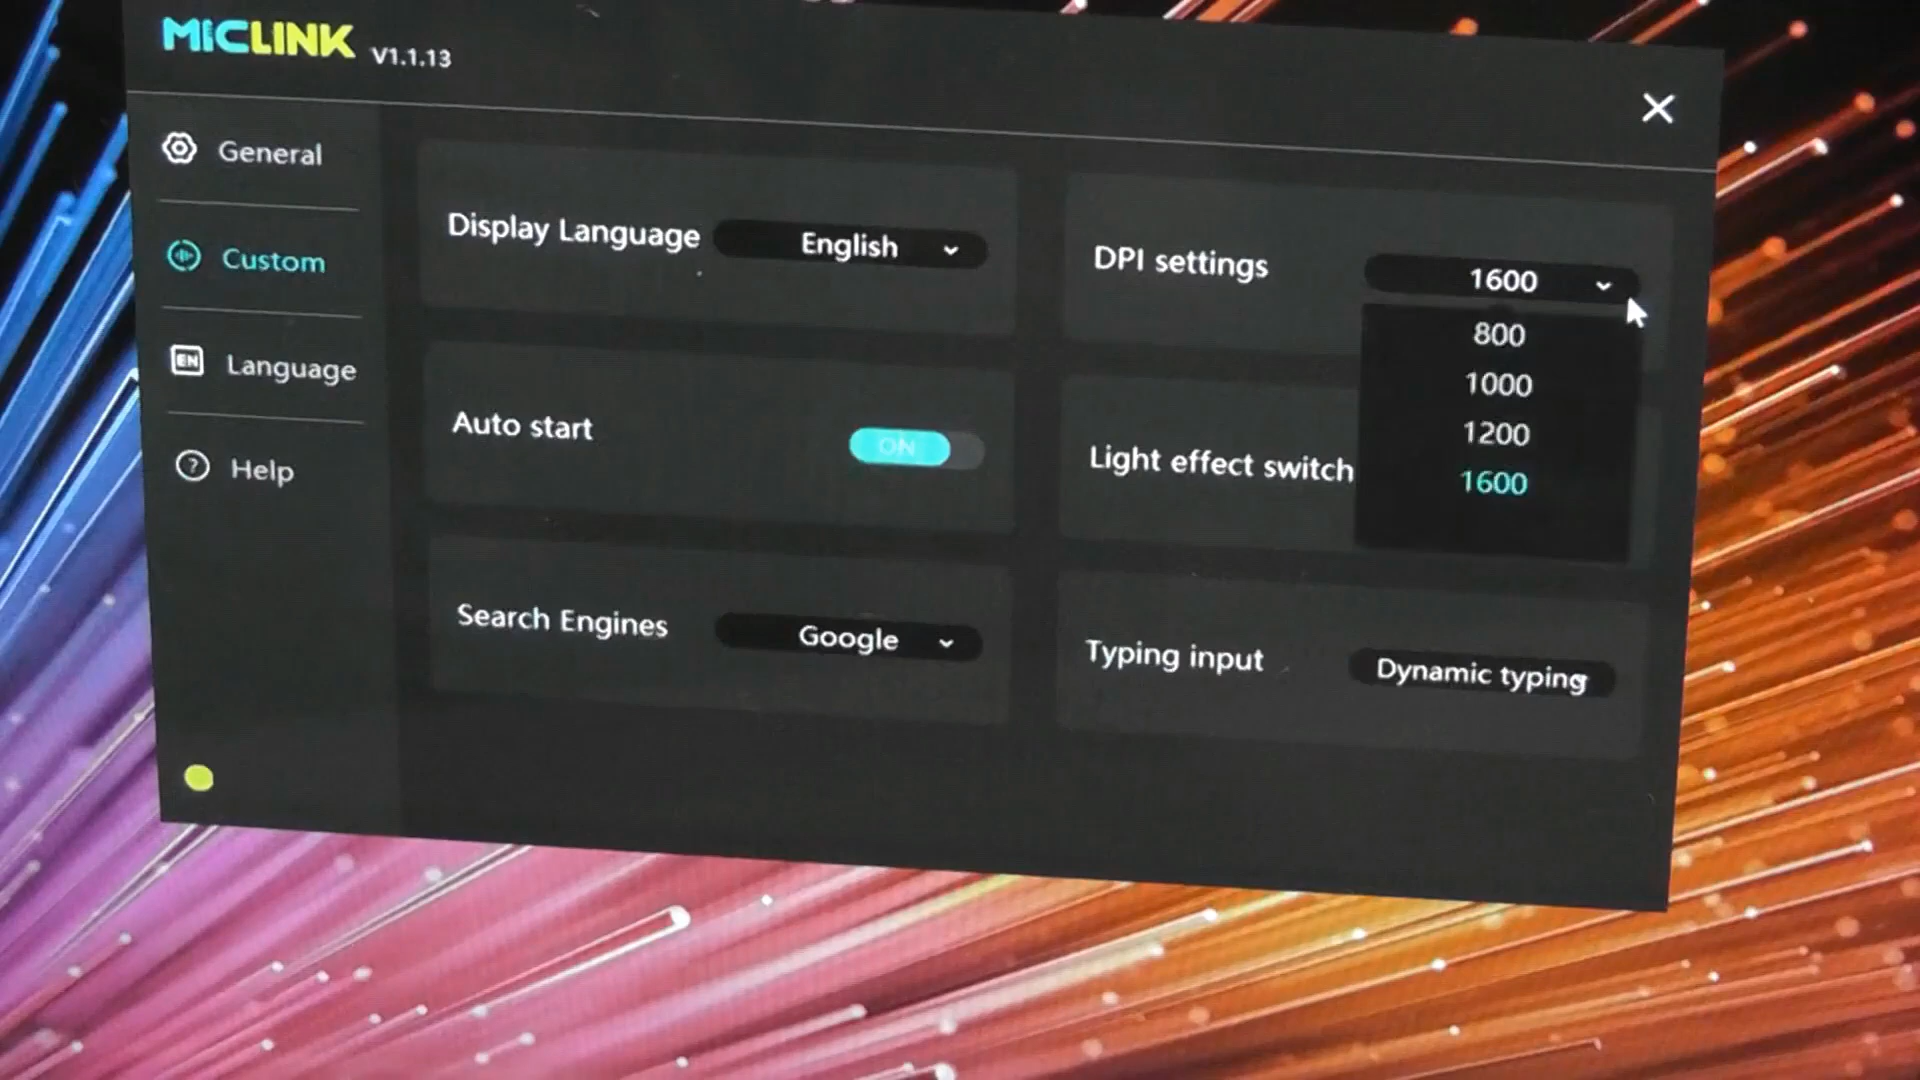 MICLINK V1.1.13
General
Custom
EN Language
? Help
Display Language English
Auto start ON
Search Engines Google
DPI settings 1600
800
1000
1200
1600
Light effect switch
Typing input Dynamic typing